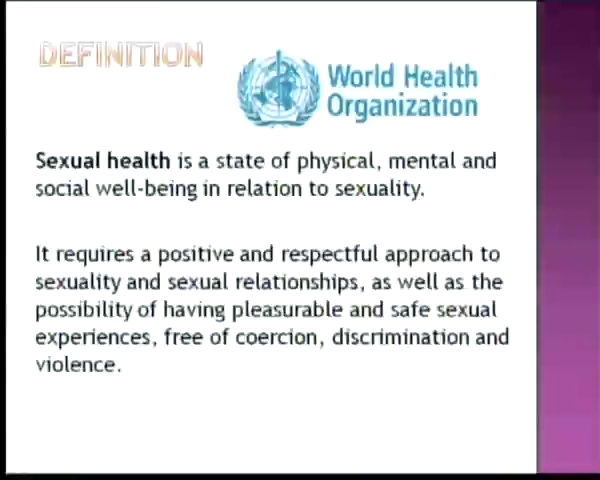 DEFINITION
World Health
Organization
Sexual health is a state of physical, mental and
social well-being in relation to sexuality.
It requires a positive and respectful approach to
sexuality and sexual relationships, as well as the
possibility of having pleasurable and safe sexual
experiences, free of coercion, discrimination and
violence.